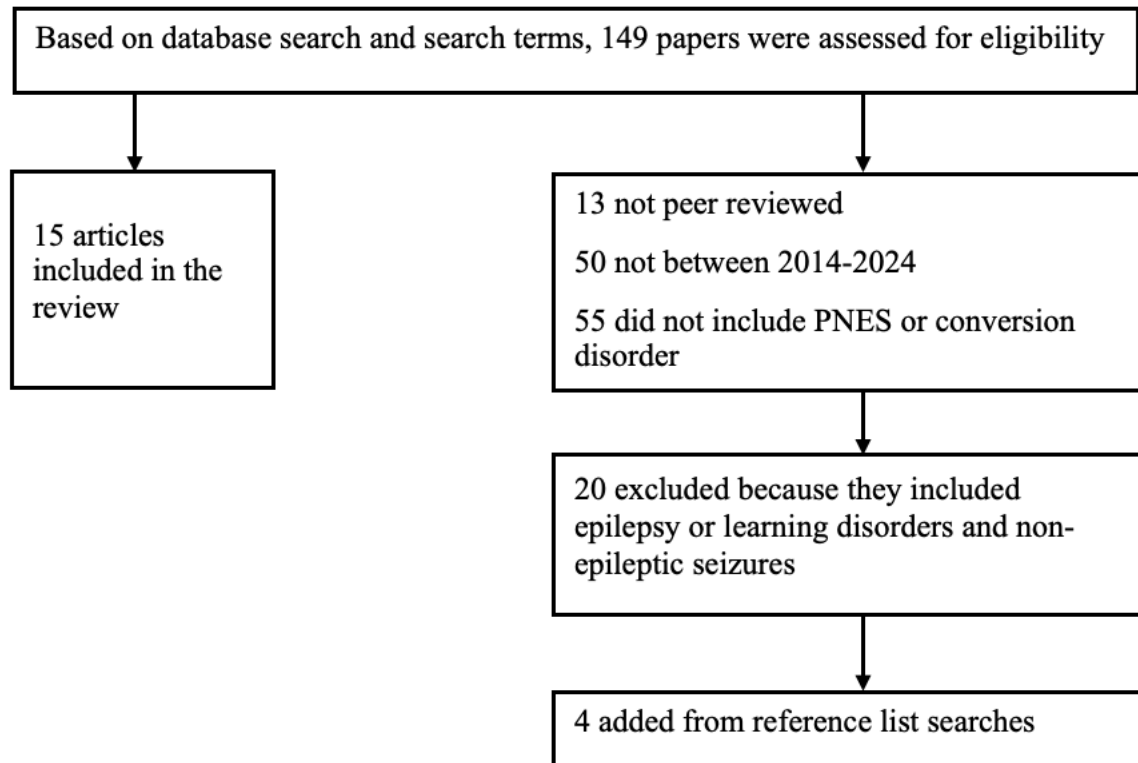 Based on database search and search terms, 149 papers were assessed for eligibility
15 articles
included in the
review
13 not peer reviewed
50 not between 2014-2024
55 did not include PNES or conversion
disorder
20 excluded because they included
epilepsy or learning disorders and non-
epileptic seizures
4 added from reference list searches